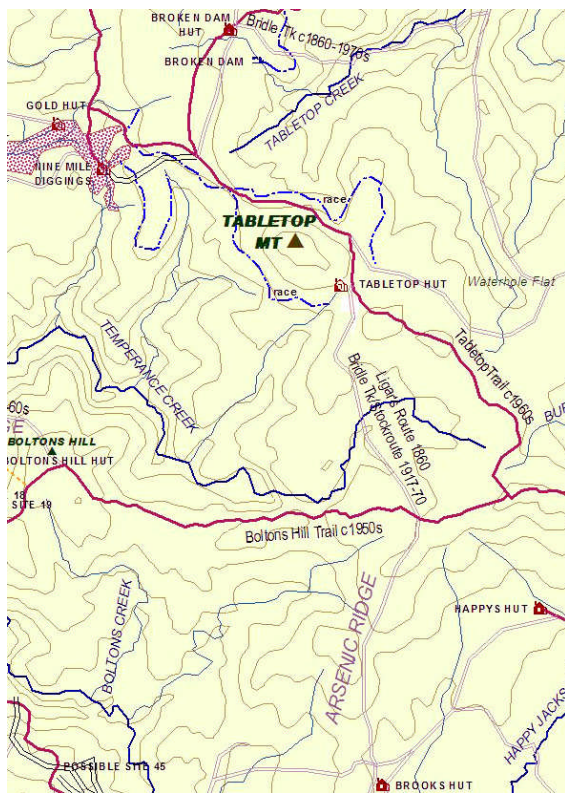 BROKEN DAM
HUT
Bridle Tk c1860-1970s
BROKEN DAM
TABLETOP CREEK
GOLD HUT
NINE MILE
DIGGINGS
race
TABLETOP
MT
TABLETOP HUT
Waterhole Flat
race
TEMPERANCE CREEK
Tabletop Trail c1960s
Ligar's Route 1860
Bridle Tk/Stockroute 1917-70
60s
E
BOLTONS HILL
BOLTONS HILL HUT
BUR
18
SITE 19
Boltons Hill Trail c1950s
ARSENIC RIDGE
BOLTONS CREEK
HAPPYS HUT
HAPPY JACKS
POSSIBLE SITE 45
BROOKS HUT